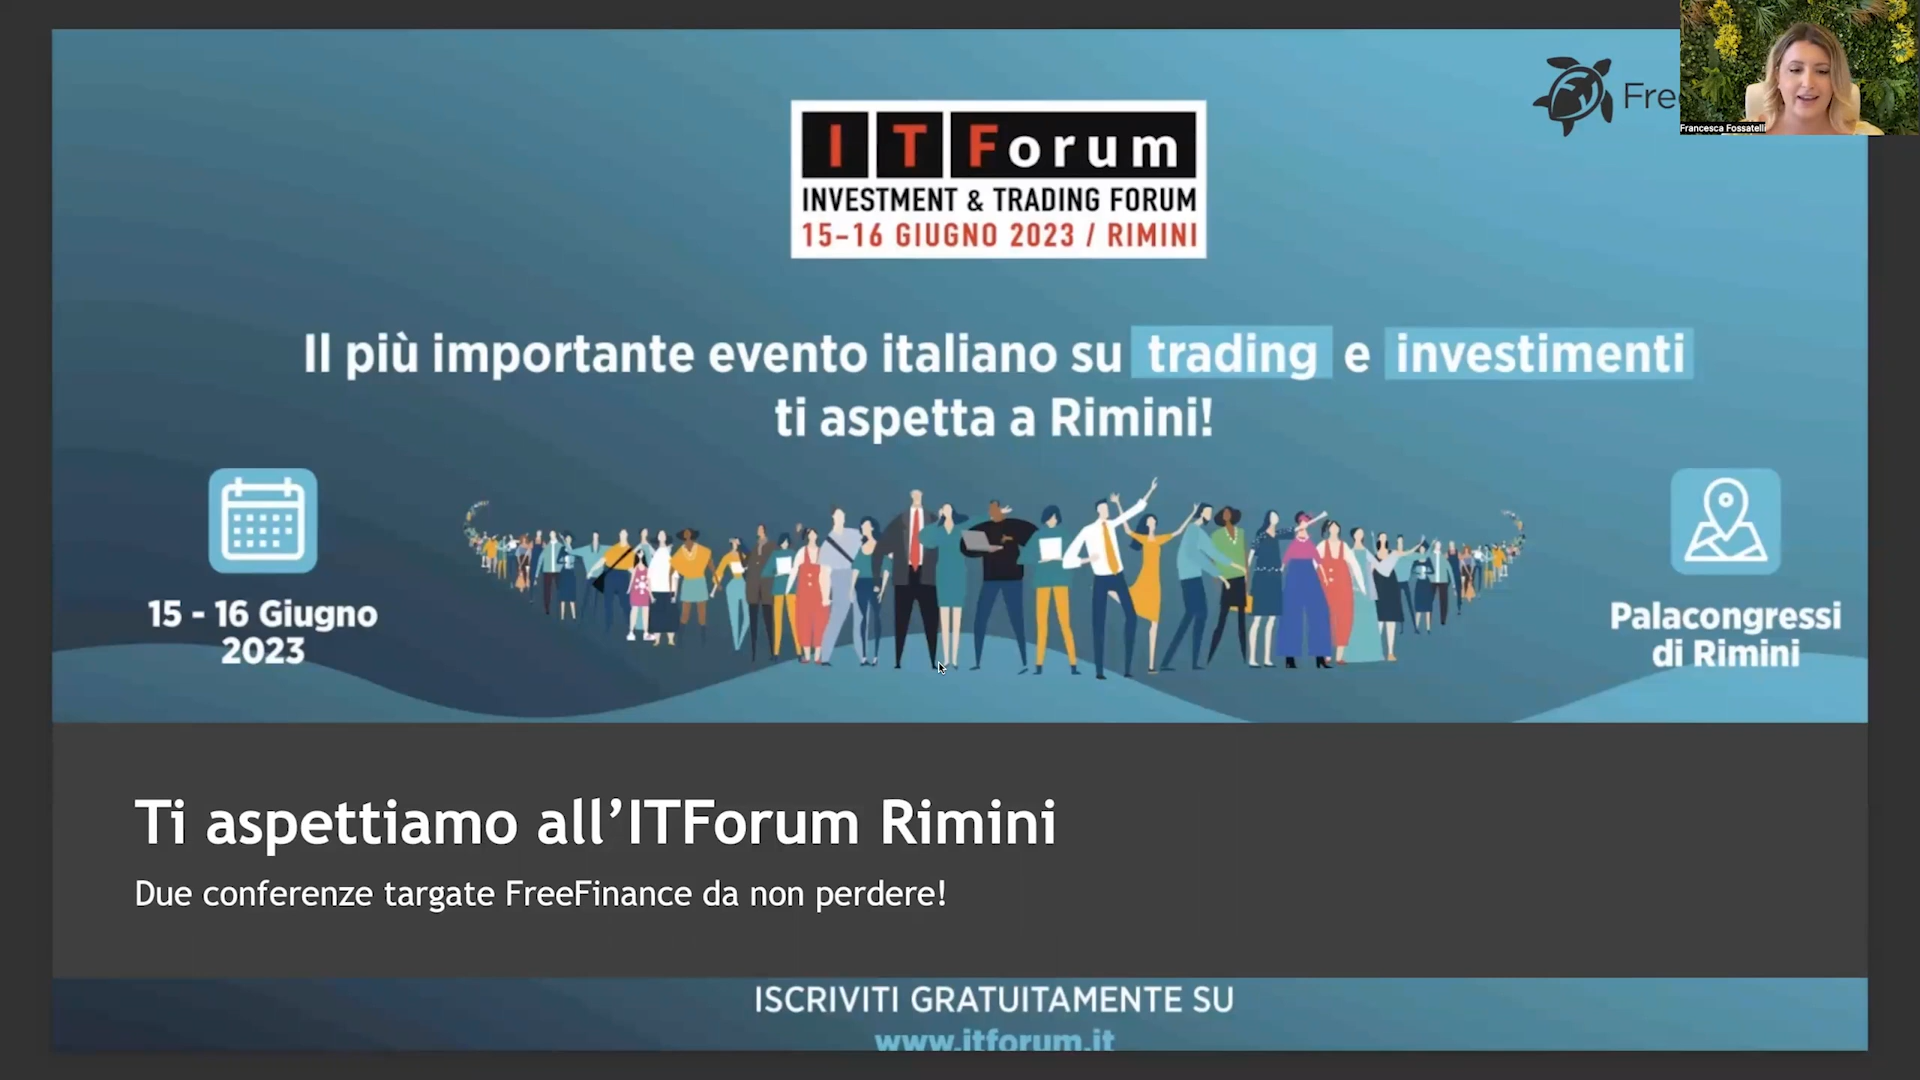 ITForum
INVESTMENT & TRADING FORUM
15-16 GIUGNO 2023 / RIMINI
Francesca Fossatelli
Il più importante evento italiano su trading e investimenti
ti aspetta a Rimini!
15 - 16 Giugno
2023
Palacongressi
di Rimini
Ti aspettiamo all’ITForum Rimini
Due conferenze targate FreeFinance da non perdere!
ISCRIVITI GRATUITAMENTE SU
www.itforum.it